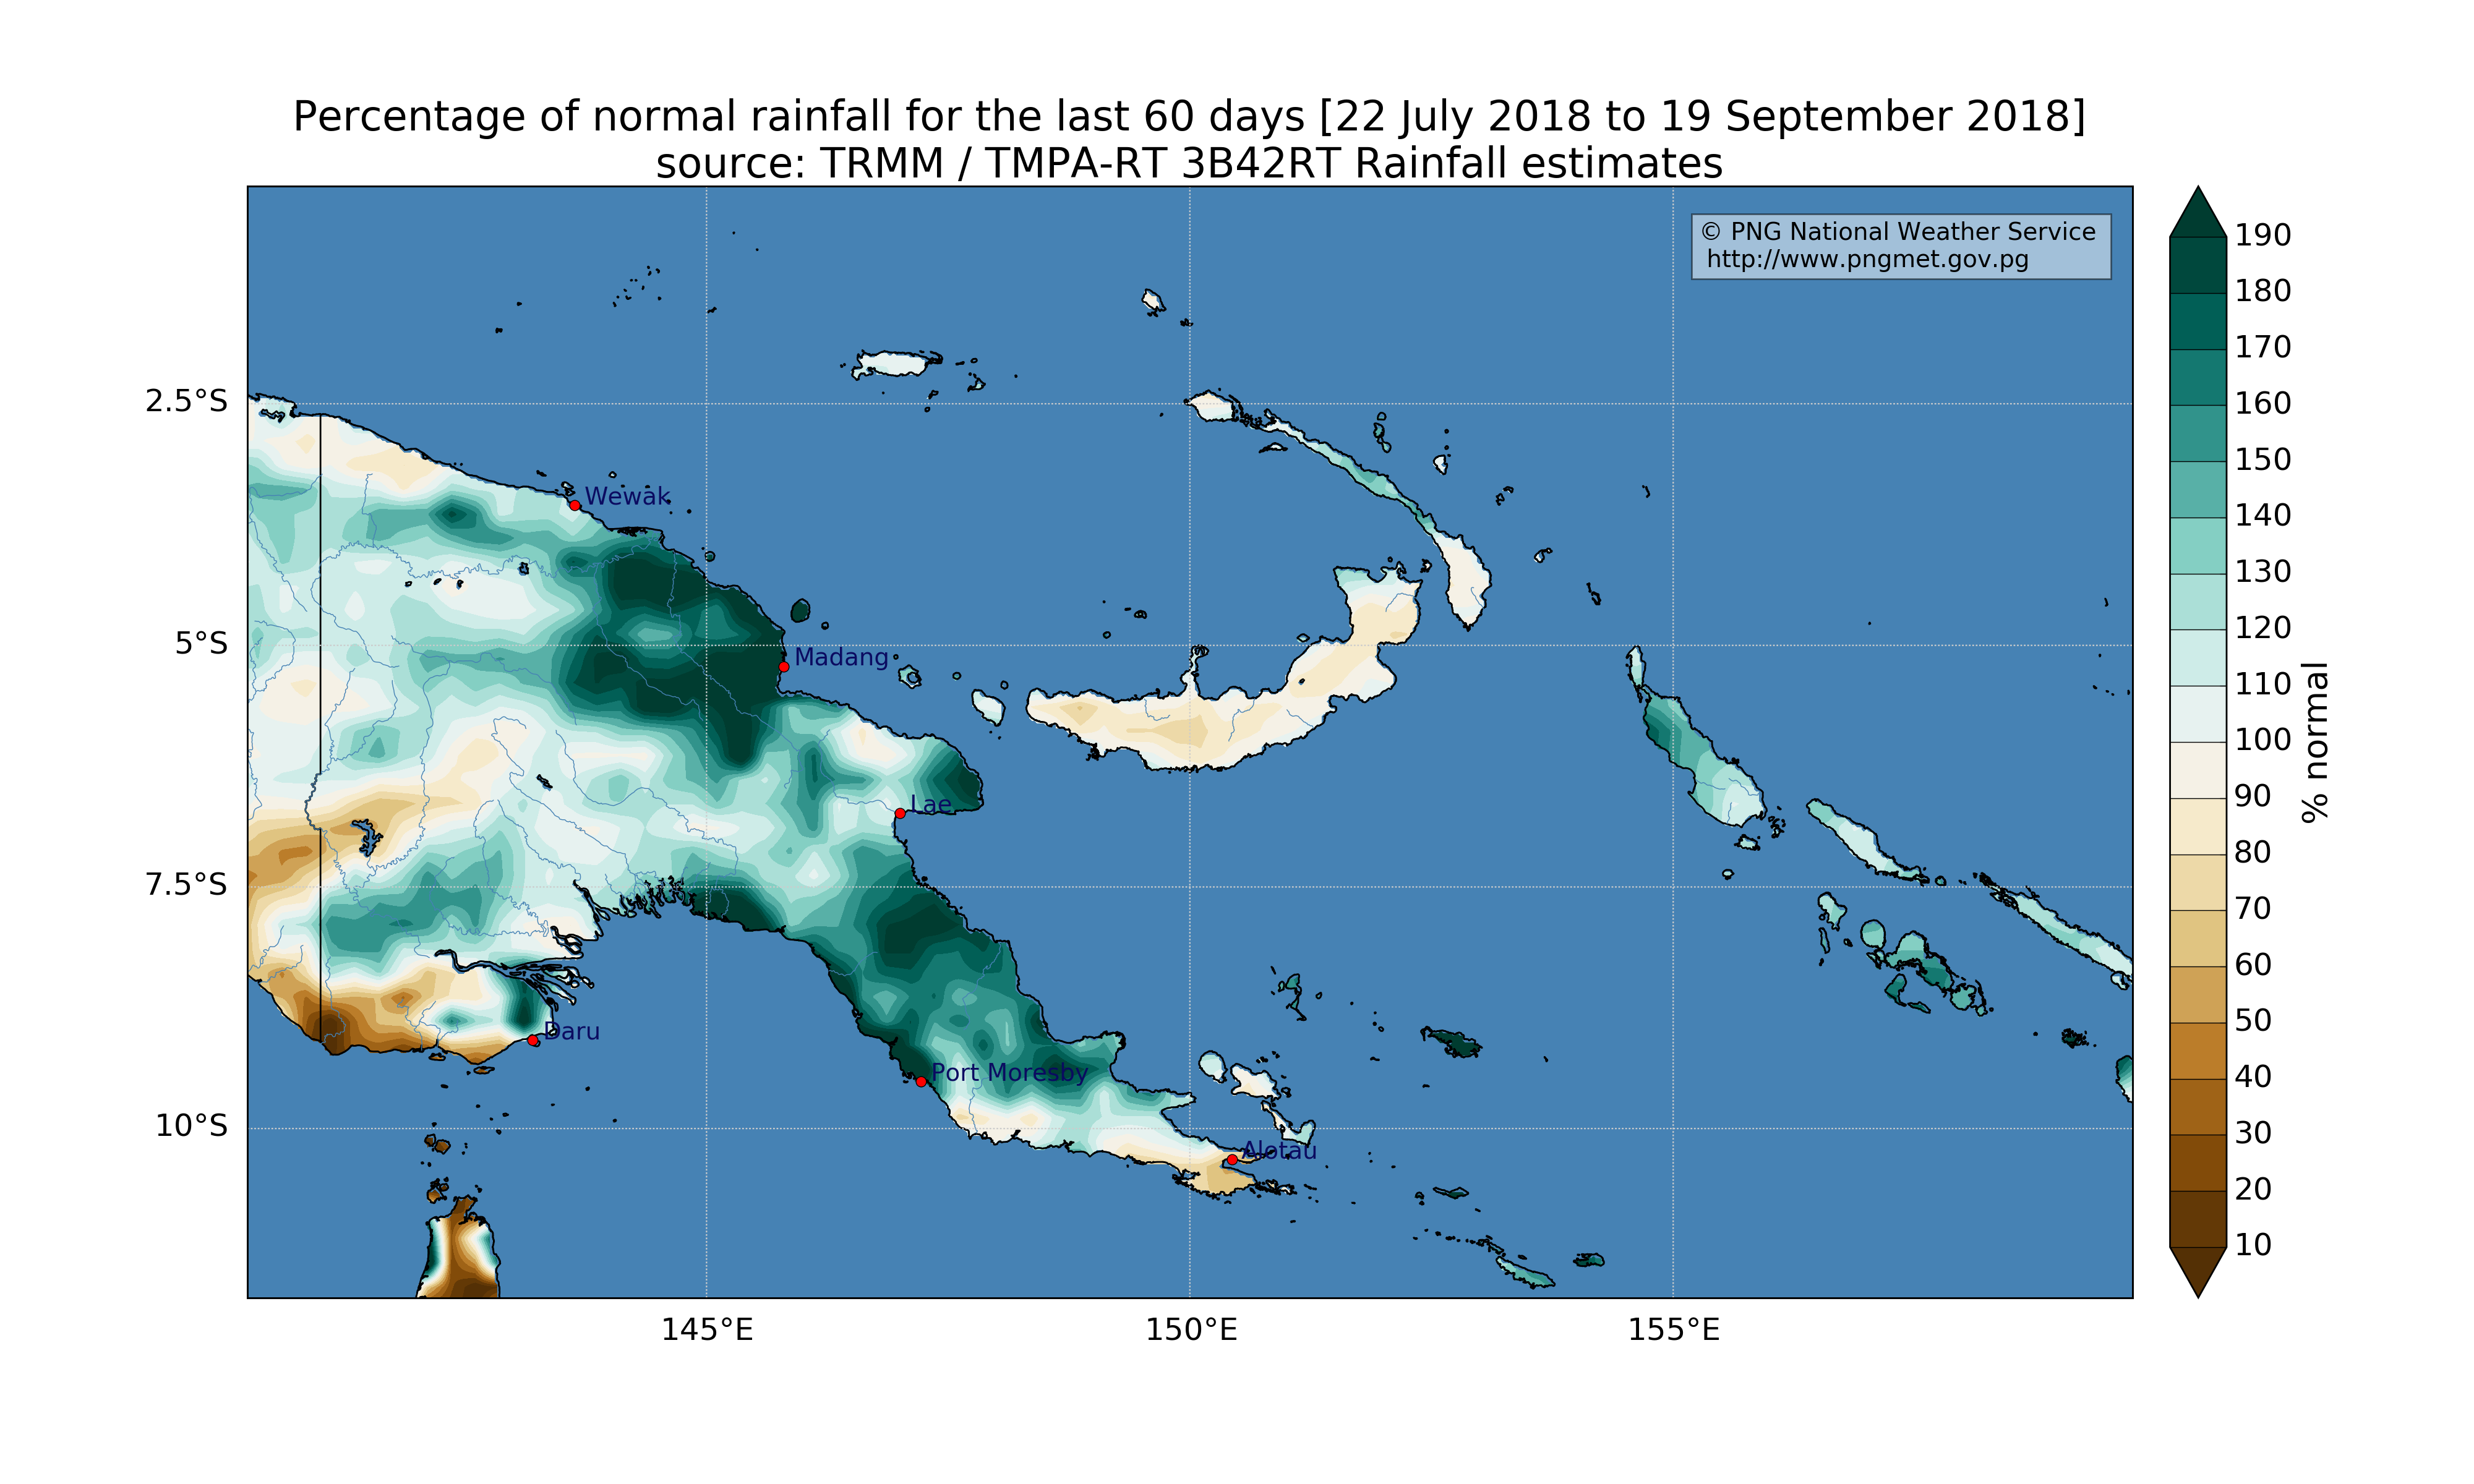 Percentage of normal rainfall for the last 60 days [22 July 2018 to 19 September 2018]
source: TRMM / TMPA-RT 3B42RT Rainfall estimates
© PNG National Weather Service
http://www.pngmet.gov.pg
2.5°S
5°S
7.5°S
10°S
Wewak
Madang
Lae
Daru
Port Moresby
Alotau
145°E
150°E
155°E
190
180
170
160
150
140
130
120
110
100
90
80
70
60
50
40
30
20
10
% normal